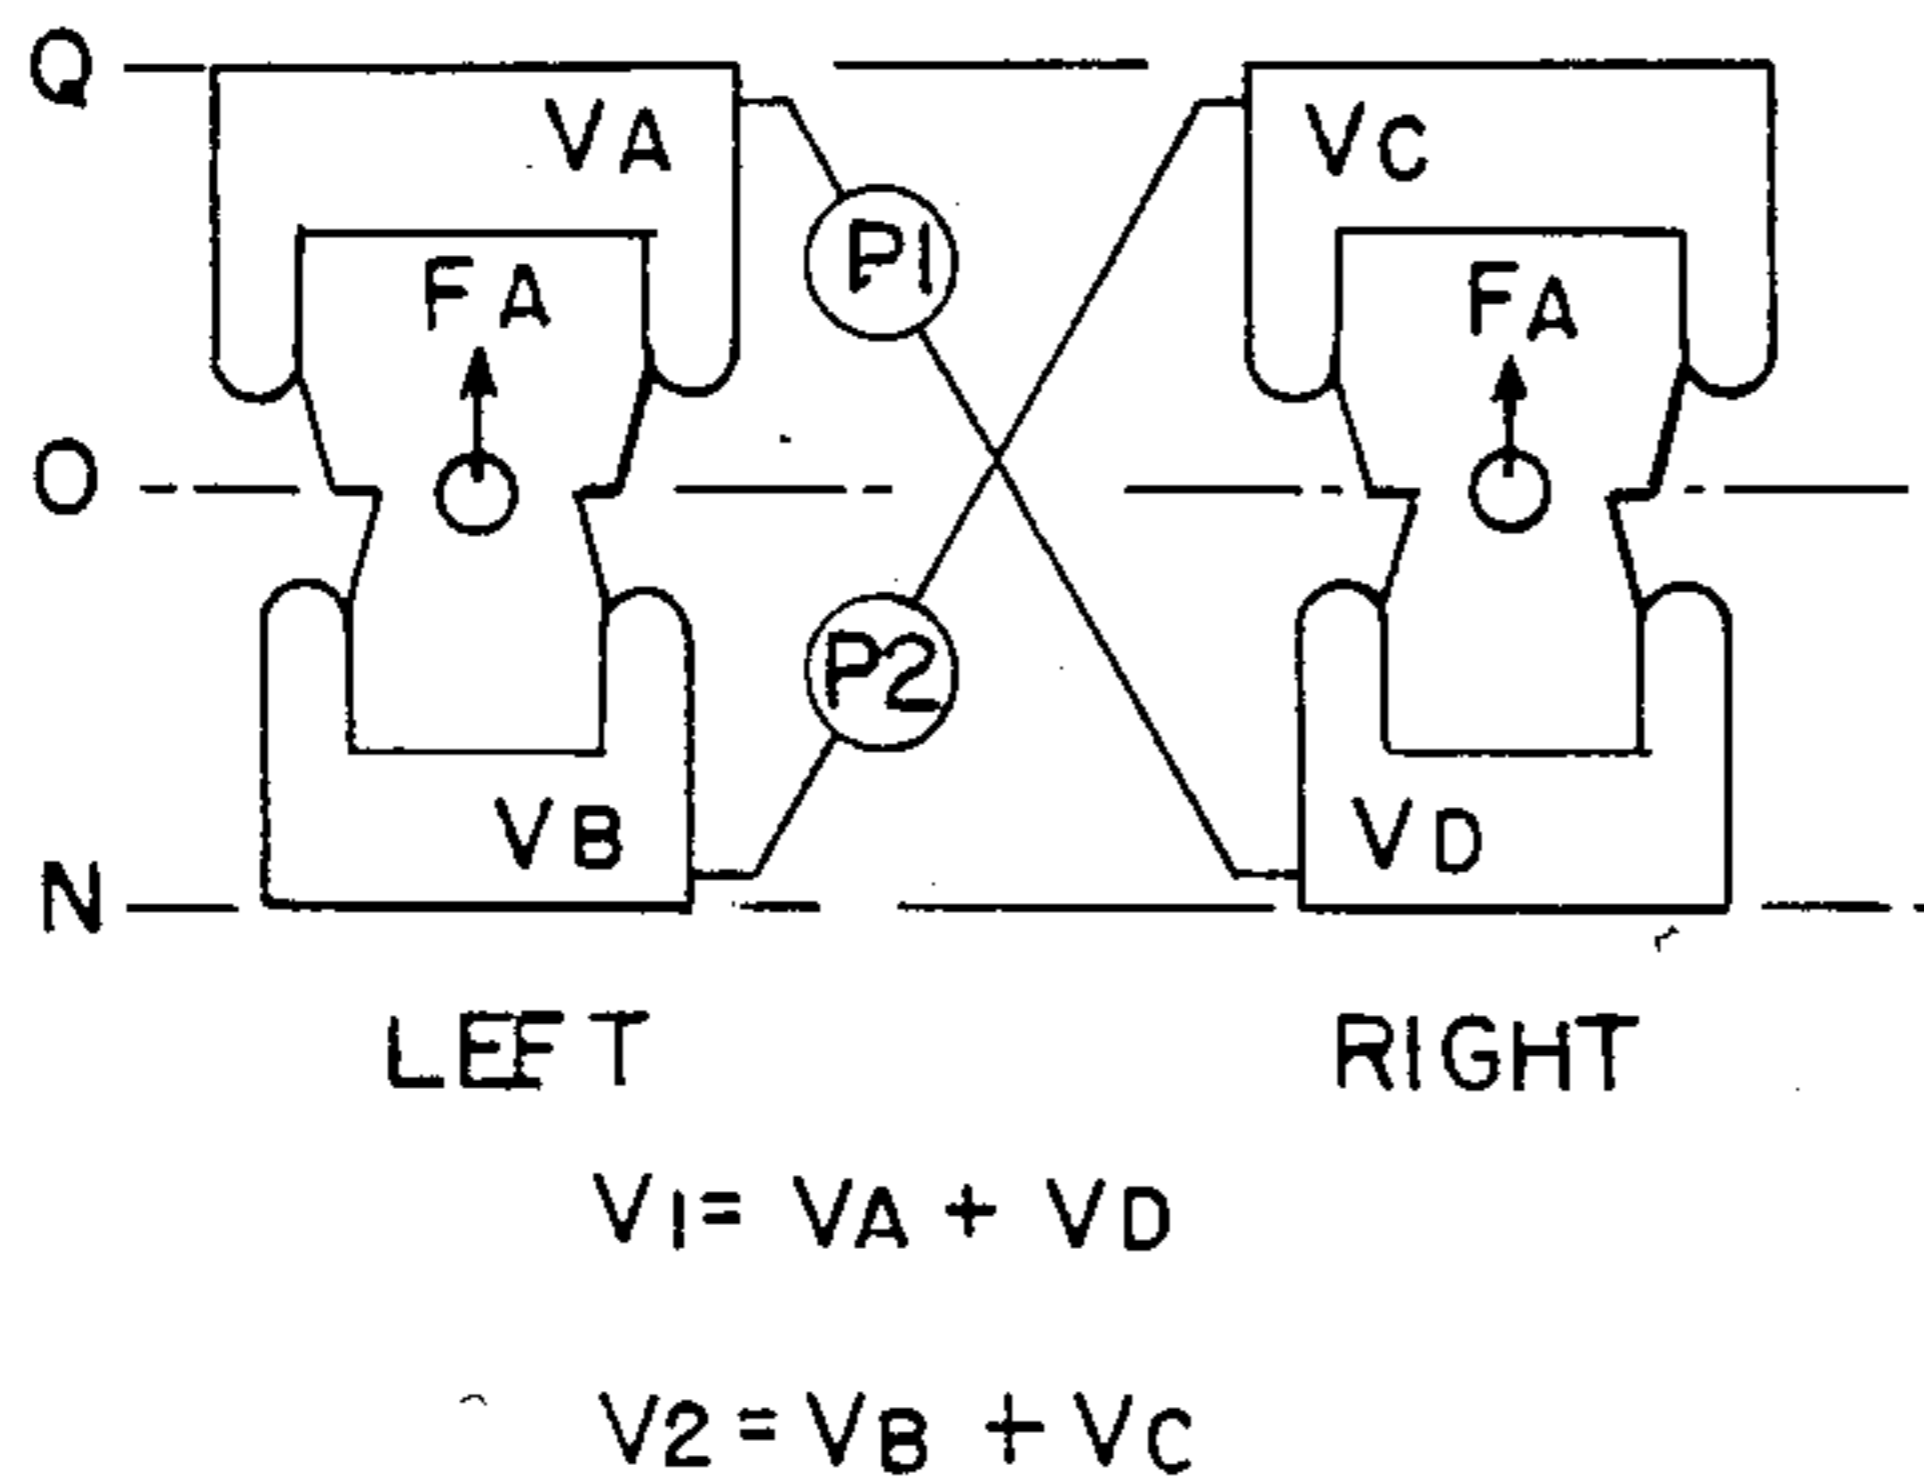 Q VA VC
P1
FA FA
O
P2
VB VD
N
LEFT RIGHT
V1= VA + VD
V2 = VB + VC